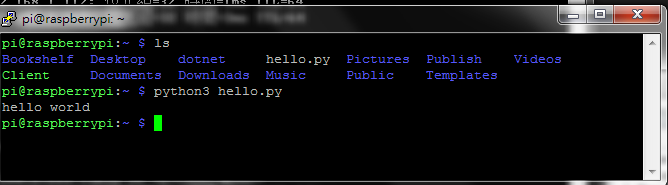 pi@raspberrypi: ~
pi@raspberrypi:~ $ ls
Bookshelf Desktop dotnet hello.py Pictures Publish Videos
Client Documents Downloads Music Public Templates
pi@raspberrypi:~ $ python3 hello.py
hello world
pi@raspberrypi:~ $